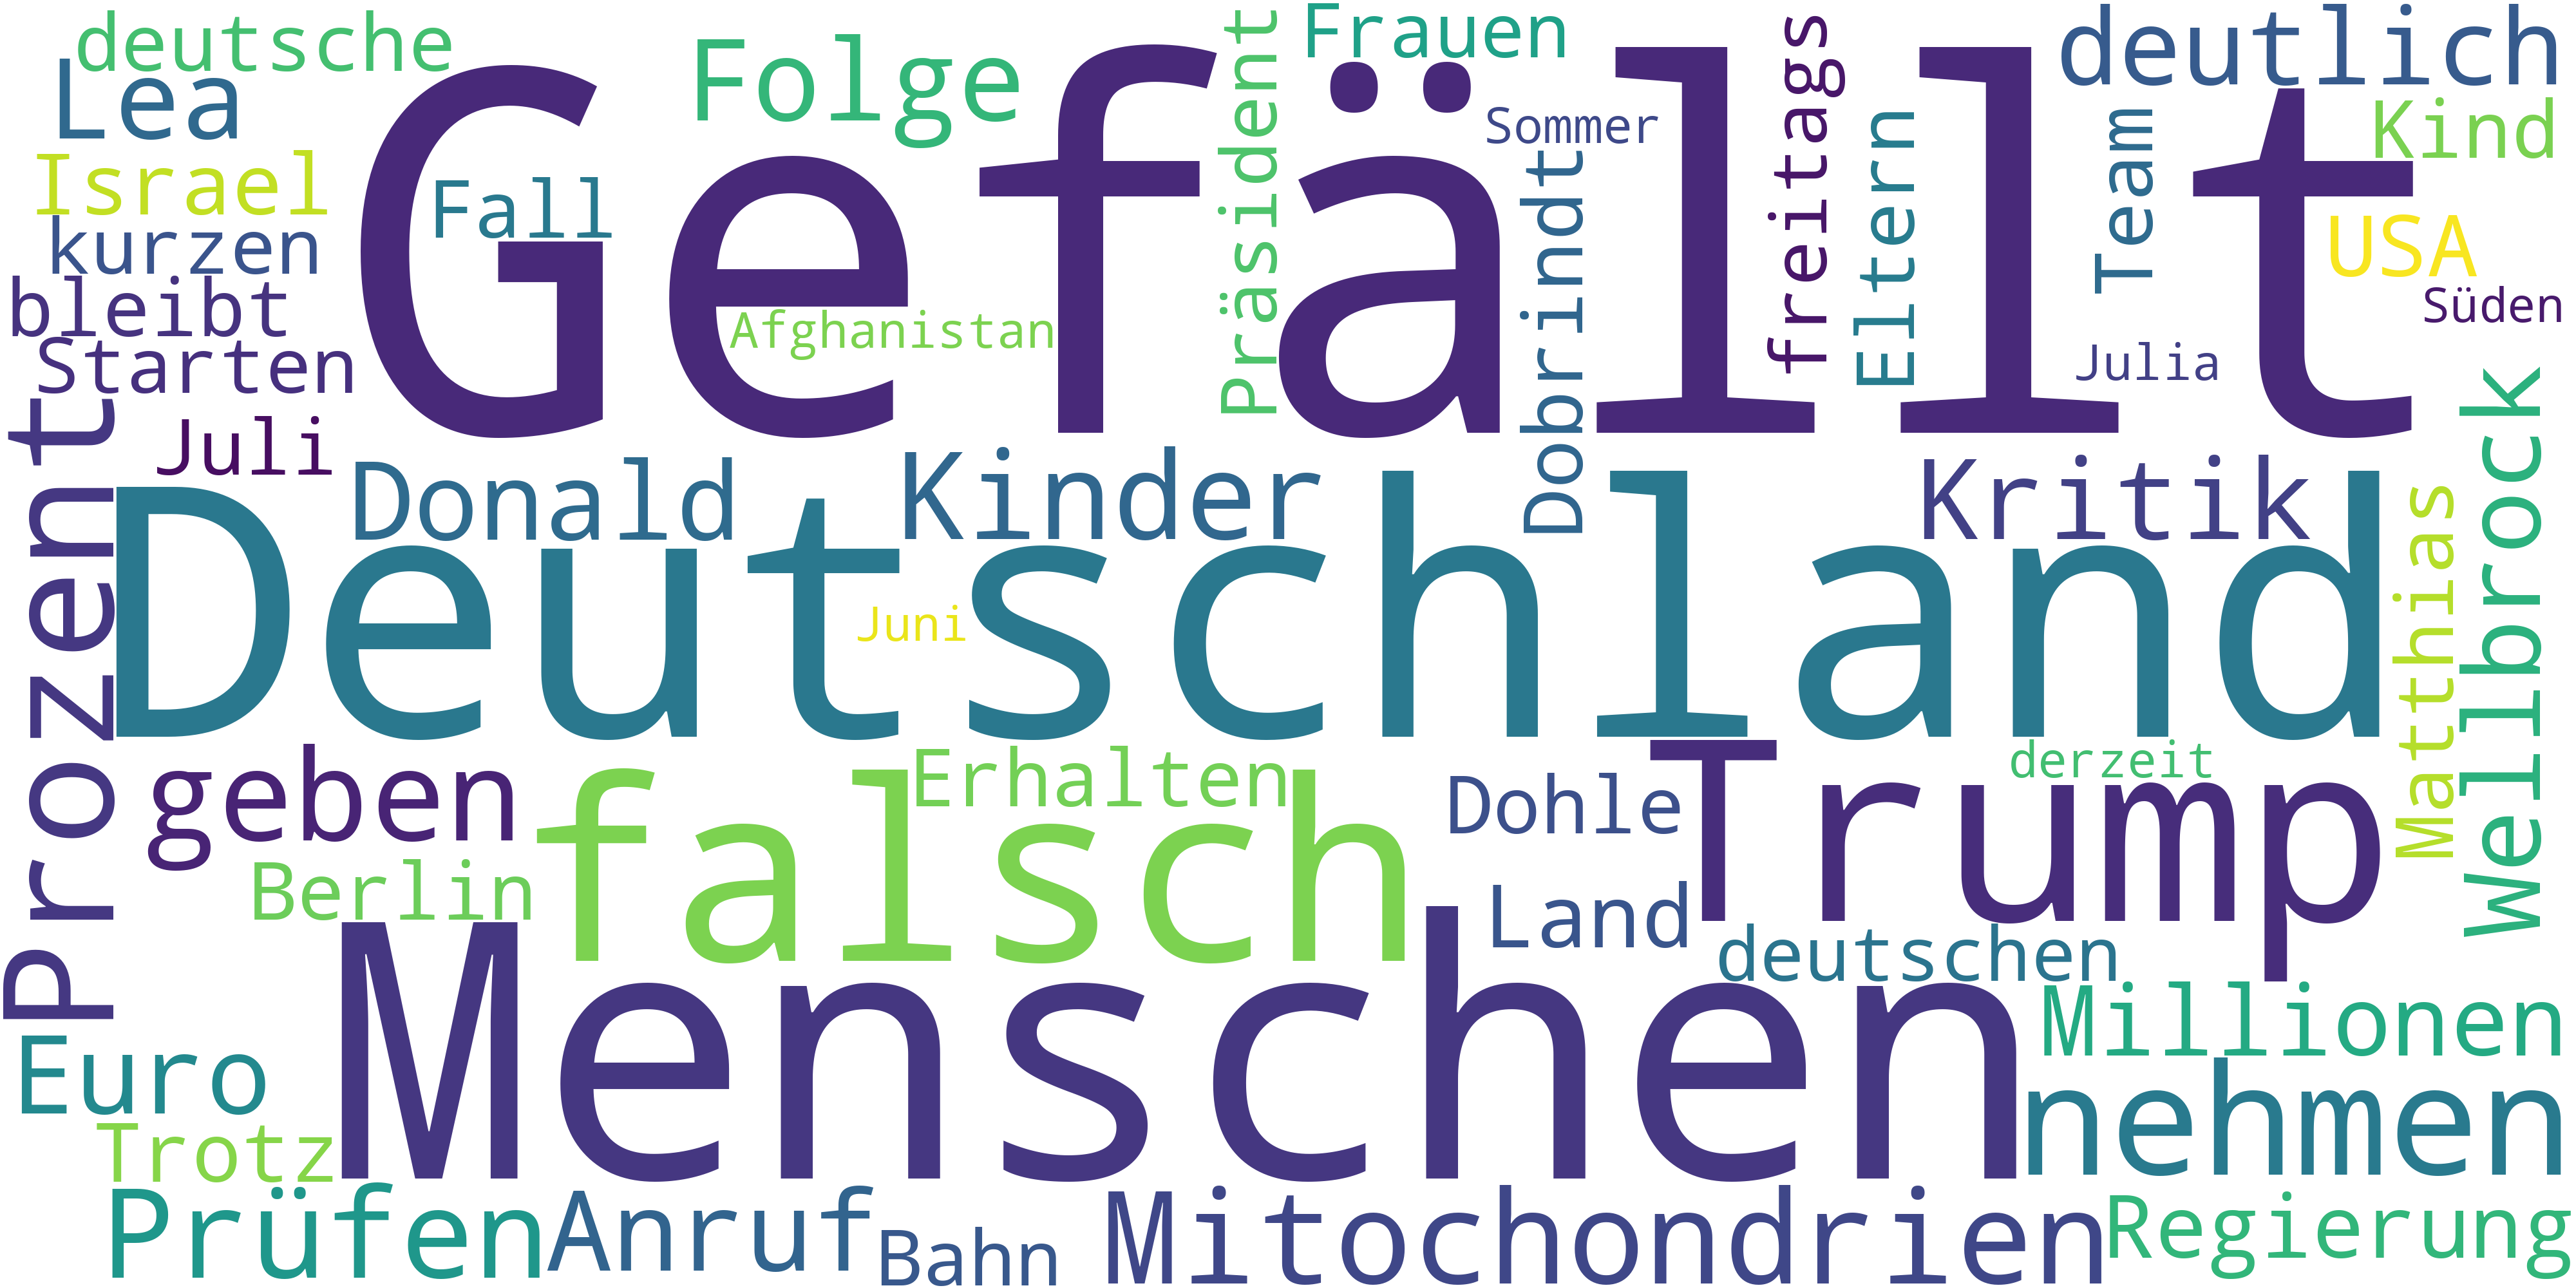 deutsche
Lea
Folge
Präsident
Frauen
freitags
deutlich
Gefällt
Sommer
Kind
Israel
Fall
Dobrindt
Eltern
Team
USA
kurzen
bleibt
Afghanistan
Süden
Starten
Julia
Juli
Prozent
Donald
Kinder
Kritik
Wellbrock
Matthias
Deutschland
Juni
geben
Erhalten
Dohle
derzeit
Trump
falsch
Berlin
Land
deutschen
Menschen
Millionen
Euro
nehmen
Trotz
Prüfen
Anruf
Bahn
Mitochondrien
Regierung